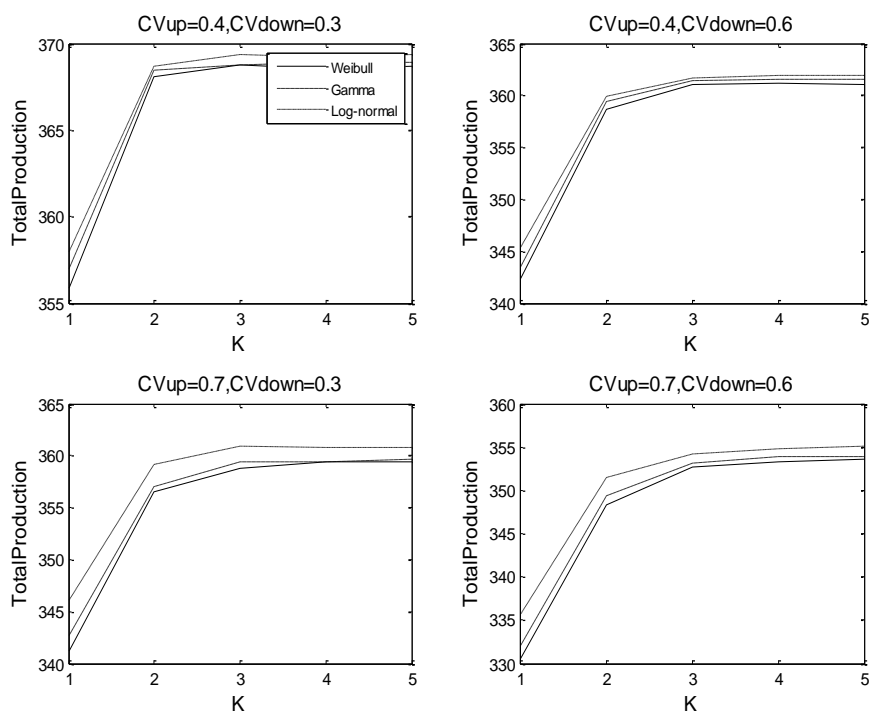 CVup=0.4,CVdown=0.3
370
365
360
355
TotalProduction
1 2 3 4 5
K
Weibull
Gamma
Log-normal
CVup=0.4,CVdown=0.6
365
360
355
350
345
340
TotalProduction
1 2 3 4 5
K
CVup=0.7,CVdown=0.3
365
360
355
350
345
340
TotalProduction
1 2 3 4 5
K
CVup=0.7,CVdown=0.6
360
355
350
345
340
335
330
TotalProduction
1 2 3 4 5
K